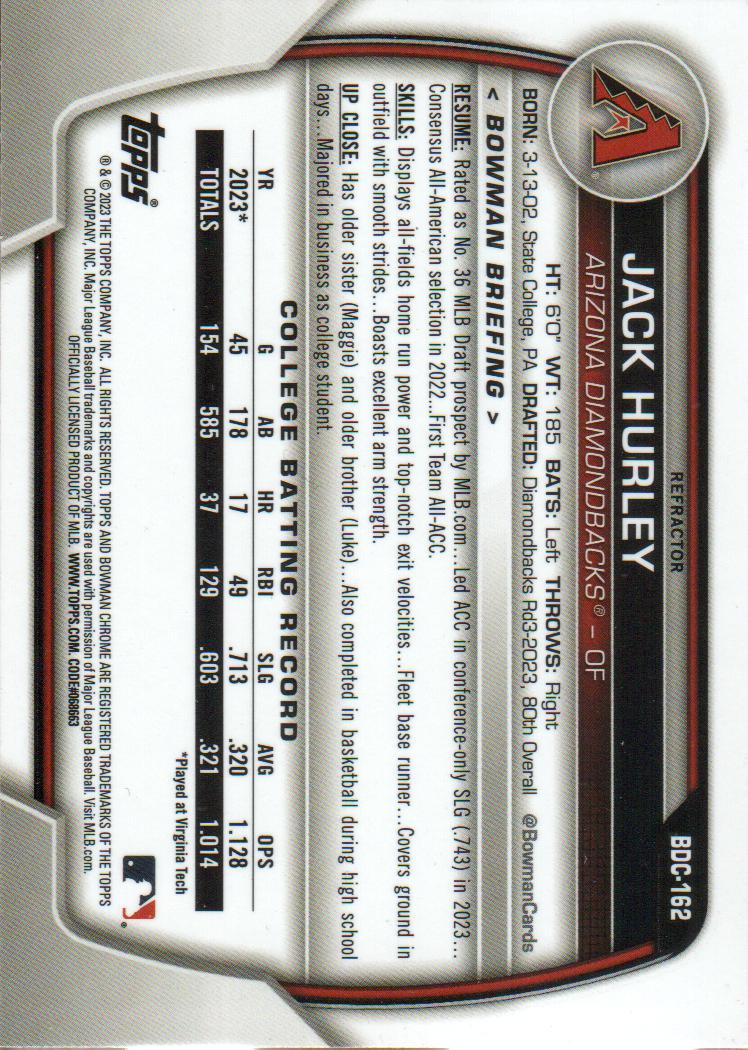 REFRACTOR
BDC-162
JACK HURLEY
ARIZONA DIAMONDBACKS® – OF
HT: 6'0" WT: 185 BATS: Left THROWS: Right
BORN: 3-13-02, State College, PA DRAFTED: Diamondbacks Rd3-2023, 80th Overall @BowmanCards
< BOWMAN BRIEFING >
RESUME: Rated as No. 36 MLB Draft prospect by MLB.com... Led ACC in conference-only SLG (.743) in 2023...
Consensus All-American selection in 2022...First Team All-ACC.
SKILLS: Displays all-fields home run power and top-notch exit velocities...Fleet base runner...Covers ground in
outfield with smooth strides...Boasts excellent arm strength.
UP CLOSE: Has older sister (Maggie) and older brother (Luke)...Also completed in basketball during high school
days...Majored in business as college student.
COLLEGE BATTING RECORD
YR G AB HR RBI SLG AVG OPS
2023* 45 178 17 49 .713 .320 1.128
TOTALS 154 585 37 129 .603 .321 1.014
*Played at Virginia Tech
topps®
® & © 2023 THE TOPPS COMPANY, INC. ALL RIGHTS RESERVED. TOPPS AND BOWMAN CHROME ARE REGISTERED TRADEMARKS OF THE TOPPS
COMPANY, INC. Major League Baseball trademarks and copyrights are used with permission of Major League Baseball. Visit MLB.com.
OFFICIALLY LICENSED PRODUCT OF MLB. WWW.TOPPS.COM. CODE#068663